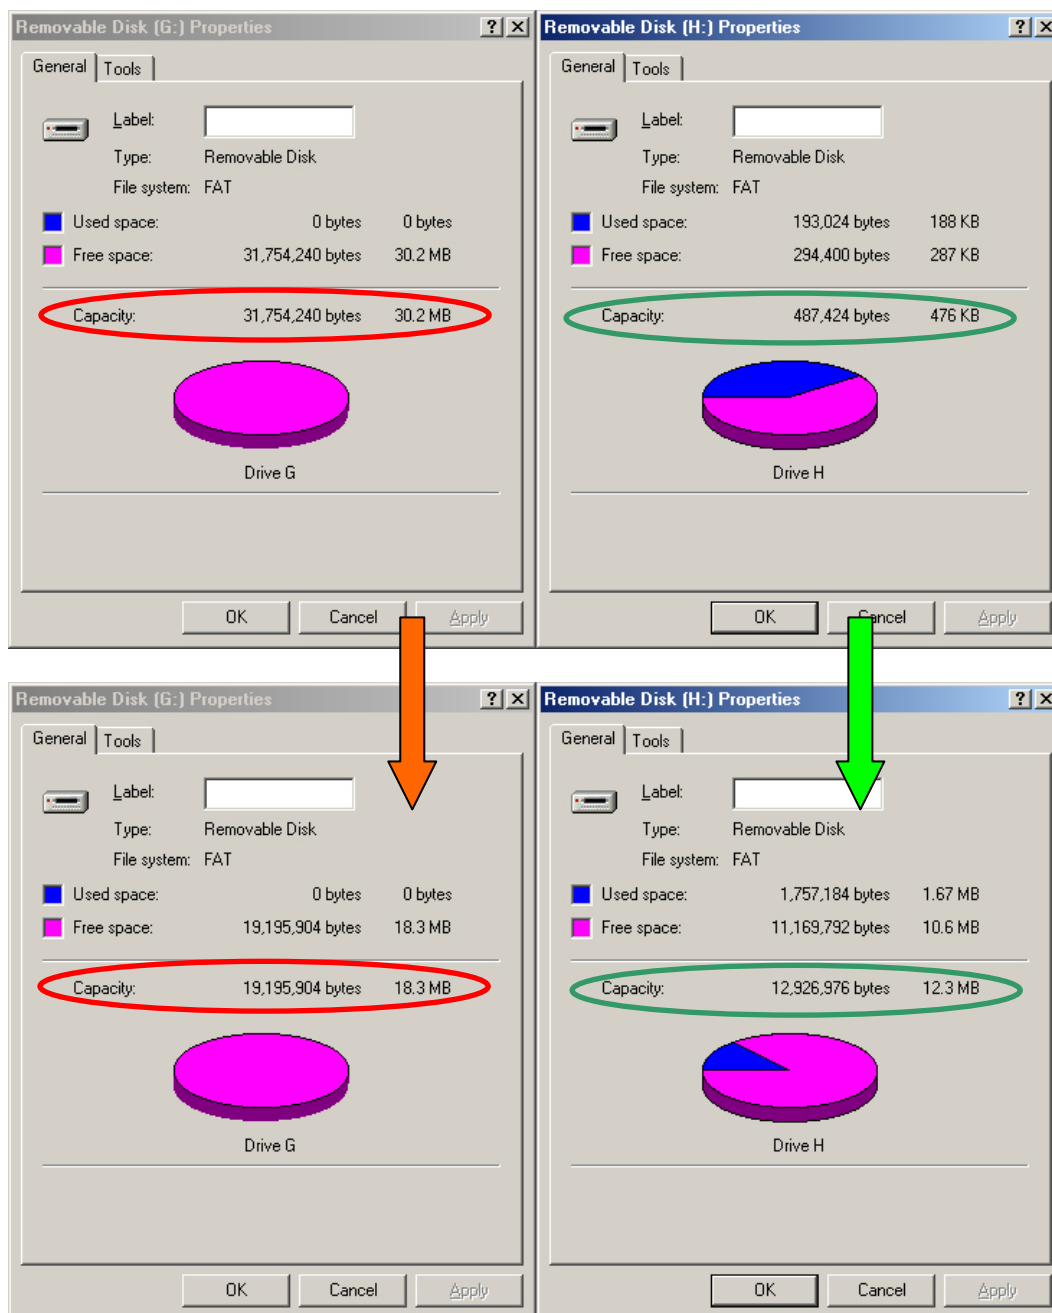 Removable Disk (G:) Properties
General Tools
Label:
Type: Removable Disk
File system: FAT
Used space: 0 bytes 0 bytes
Free space: 31,754,240 bytes 30.2 MB
Capacity: 31,754,240 bytes 30.2 MB
Drive G
OK Cancel Apply
Removable Disk (H:) Properties
General Tools
Label:
Type: Removable Disk
File system: FAT
Used space: 193,024 bytes 188 KB
Free space: 294,400 bytes 287 KB
Capacity: 487,424 bytes 476 KB
Drive H
OK Cancel Apply
Removable Disk (G:) Properties
General Tools
Label:
Type: Removable Disk
File system: FAT
Used space: 0 bytes 0 bytes
Free space: 19,195,904 bytes 18.3 MB
Capacity: 19,195,904 bytes 18.3 MB
Drive G
OK Cancel Apply
Removable Disk (H:) Properties
General Tools
Label:
Type: Removable Disk
File system: FAT
Used space: 1,757,184 bytes 1.67 MB
Free space: 11,169,792 bytes 10.6 MB
Capacity: 12,926,976 bytes 12.3 MB
Drive H
OK Cancel Apply